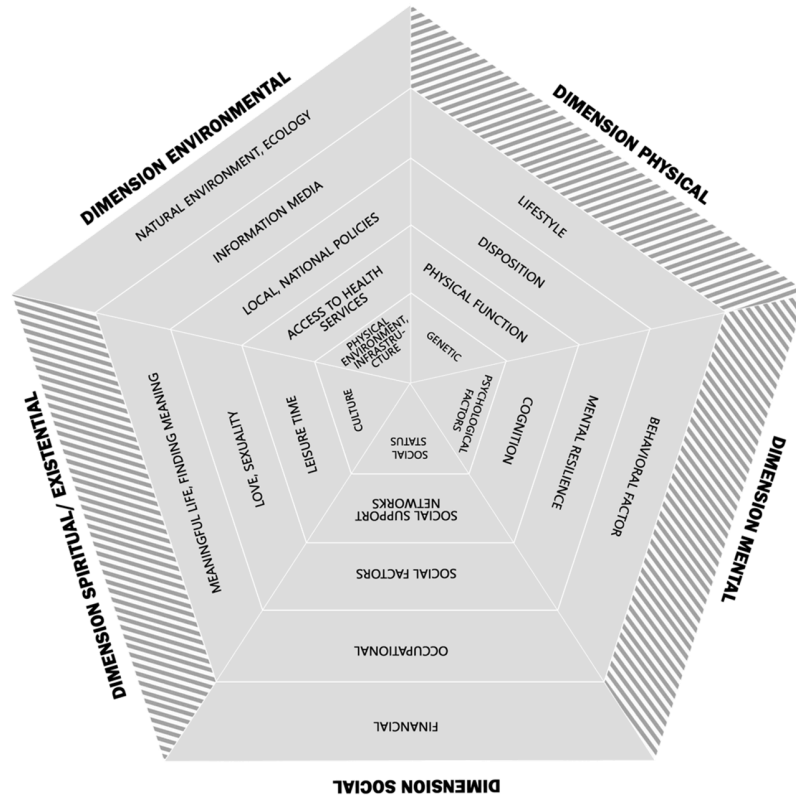 DIMENSION ENVIRONMENTAL
NATURAL ENVIRONMENT, ECOLOGY
INFORMATION MEDIA
LOCAL, NATIONAL POLICIES
ACCESS TO HEALTH
SERVICES
PHYSICAL
ENVIRONMENT,
INFRASTRU-
CTURE
DIMENSION PHYSICAL
LIFESTYLE
DISPOSITION
PHYSICAL FUNCTION
GENETIC
DIMENSION MENTAL
BEHAVIORAL FACTOR
MENTAL RESILIENCE
COGNITION
PSYCHOLOGICAL
FACTORS
DIMENSION SOCIAL
FINANCIAL
OCCUPATIONAL
SOCIAL FACTORS
SOCIAL SUPPORT
NETWORKS
SOCIAL
STATUS
DIMENSION SPIRITUAL/ EXISTENTIAL
MEANINGFUL LIFE, FINDING MEANING
LOVE, SEXUALITY
LEISURE TIME
CULTURE